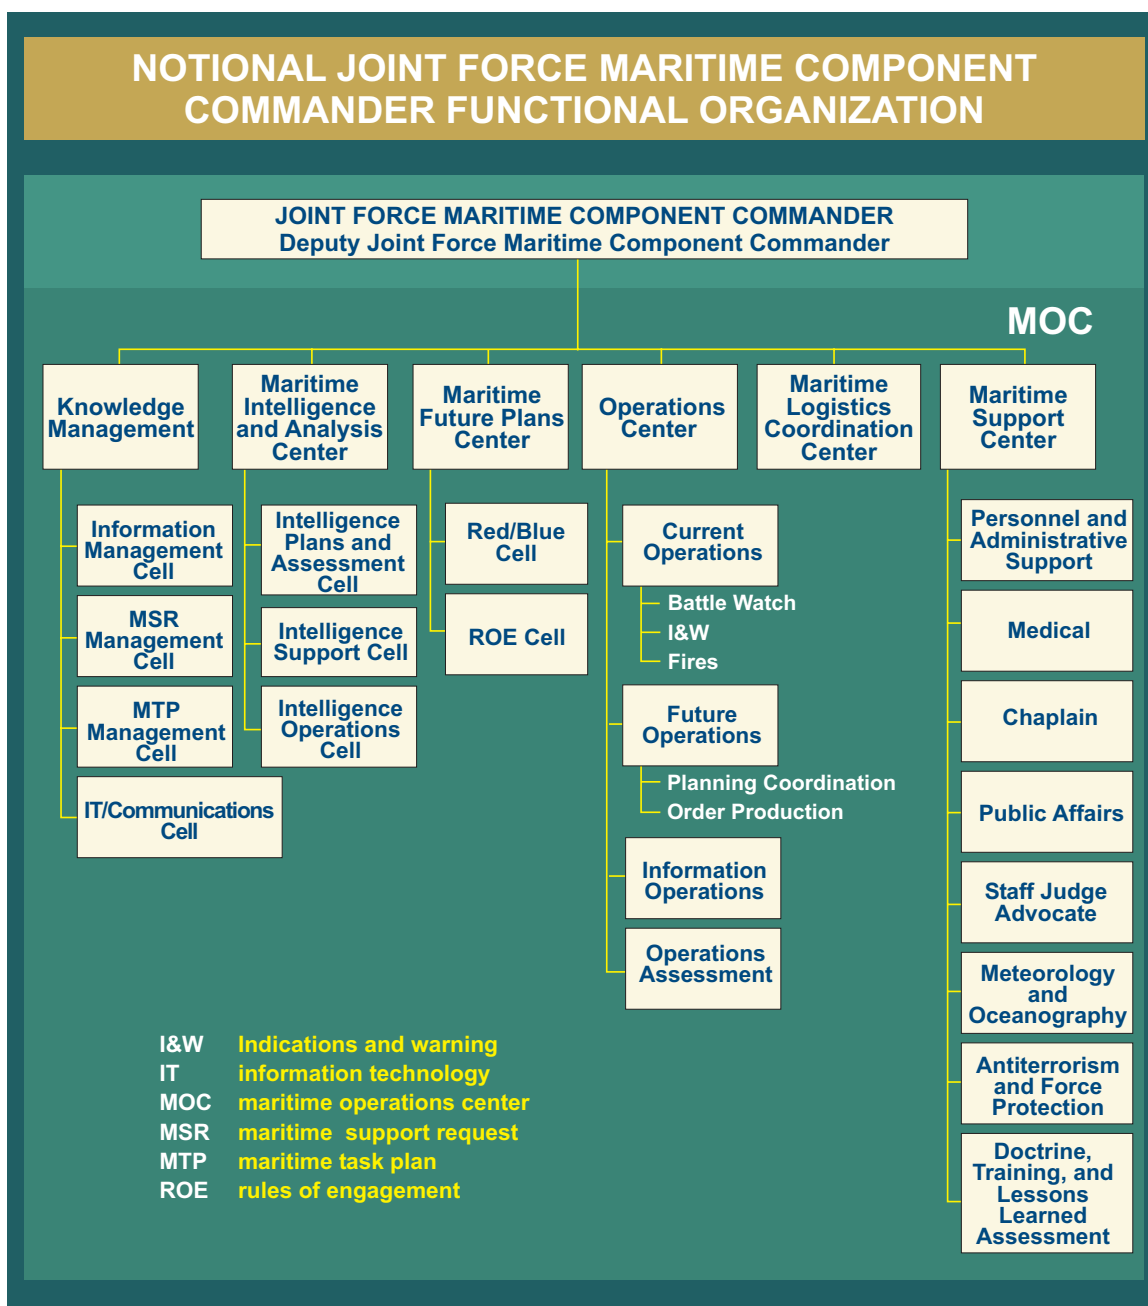 NOTIONAL JOINT FORCE MARITIME COMPONENT
COMMANDER FUNCTIONAL ORGANIZATION
JOINT FORCE MARITIME COMPONENT COMMANDER
Deputy Joint Force Maritime Component Commander
MOC
Knowledge
Management
Maritime
Intelligence
and Analysis
Center
Maritime
Future Plans
Center
Operations
Center
Maritime
Logistics
Coordination
Center
Maritime
Support
Center
Information
Management
Cell
MSR
Management
Cell
MTP
Management
Cell
IT/Communications
Cell
Intelligence
Plans and
Assessment
Cell
Intelligence
Support Cell
Intelligence
Operations
Cell
Red/Blue
Cell
ROE Cell
Current
Operations
Battle Watch
I&W
Fires
Future
Operations
Planning Coordination
Order Production
Information
Operations
Operations
Assessment
Personnel and
Administrative
Support
Medical
Chaplain
Public Affairs
Staff Judge
Advocate
Meteorology
and
Oceanography
Antiterrorism
and Force
Protection
Doctrine,
Training, and
Lessons
Learned
Assessment
I&W Indications and warning
IT information technology
MOC maritime operations center
MSR maritime support request
MTP maritime task plan
ROE rules of engagement